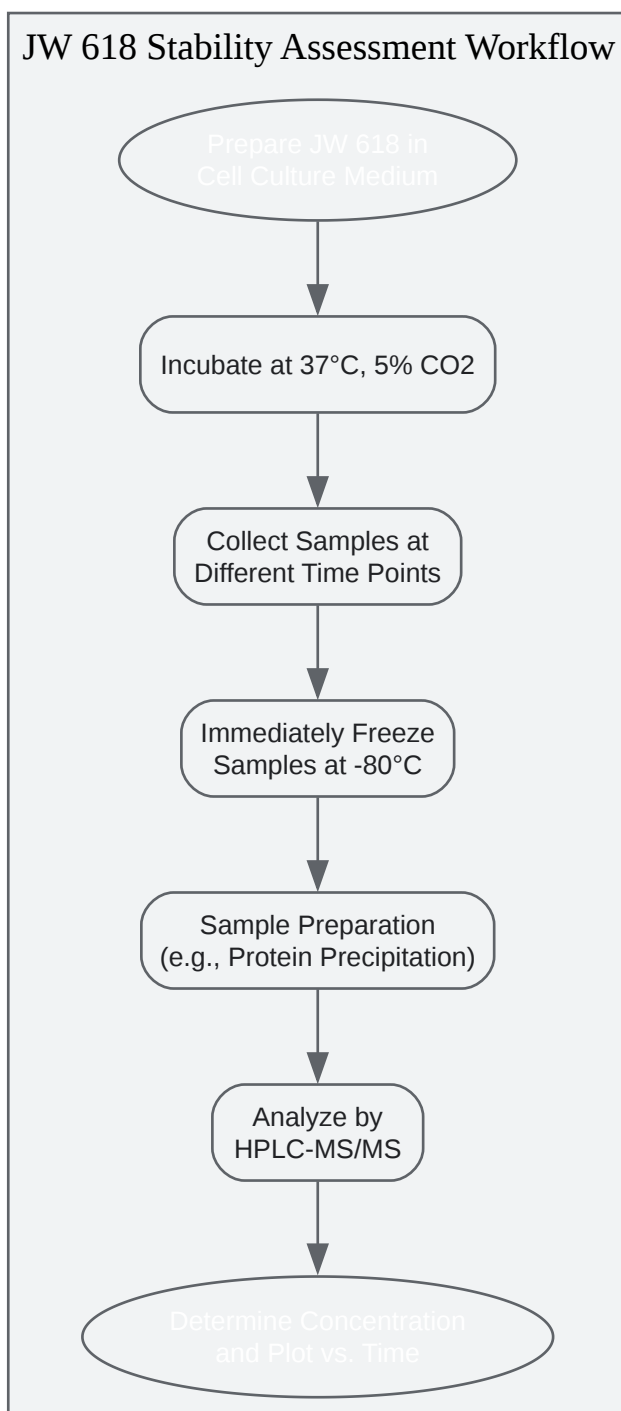 JW 618 Stability Assessment Workflow
Prepare JW 618 in
Cell Culture Medium
Incubate at 37°C, 5% CO2
Collect Samples at
Different Time Points
Immediately Freeze
Samples at -80°C
Sample Preparation
(e.g., Protein Precipitation)
Analyze by
HPLC-MS/MS
Determine Concentration
and Plot vs. Time